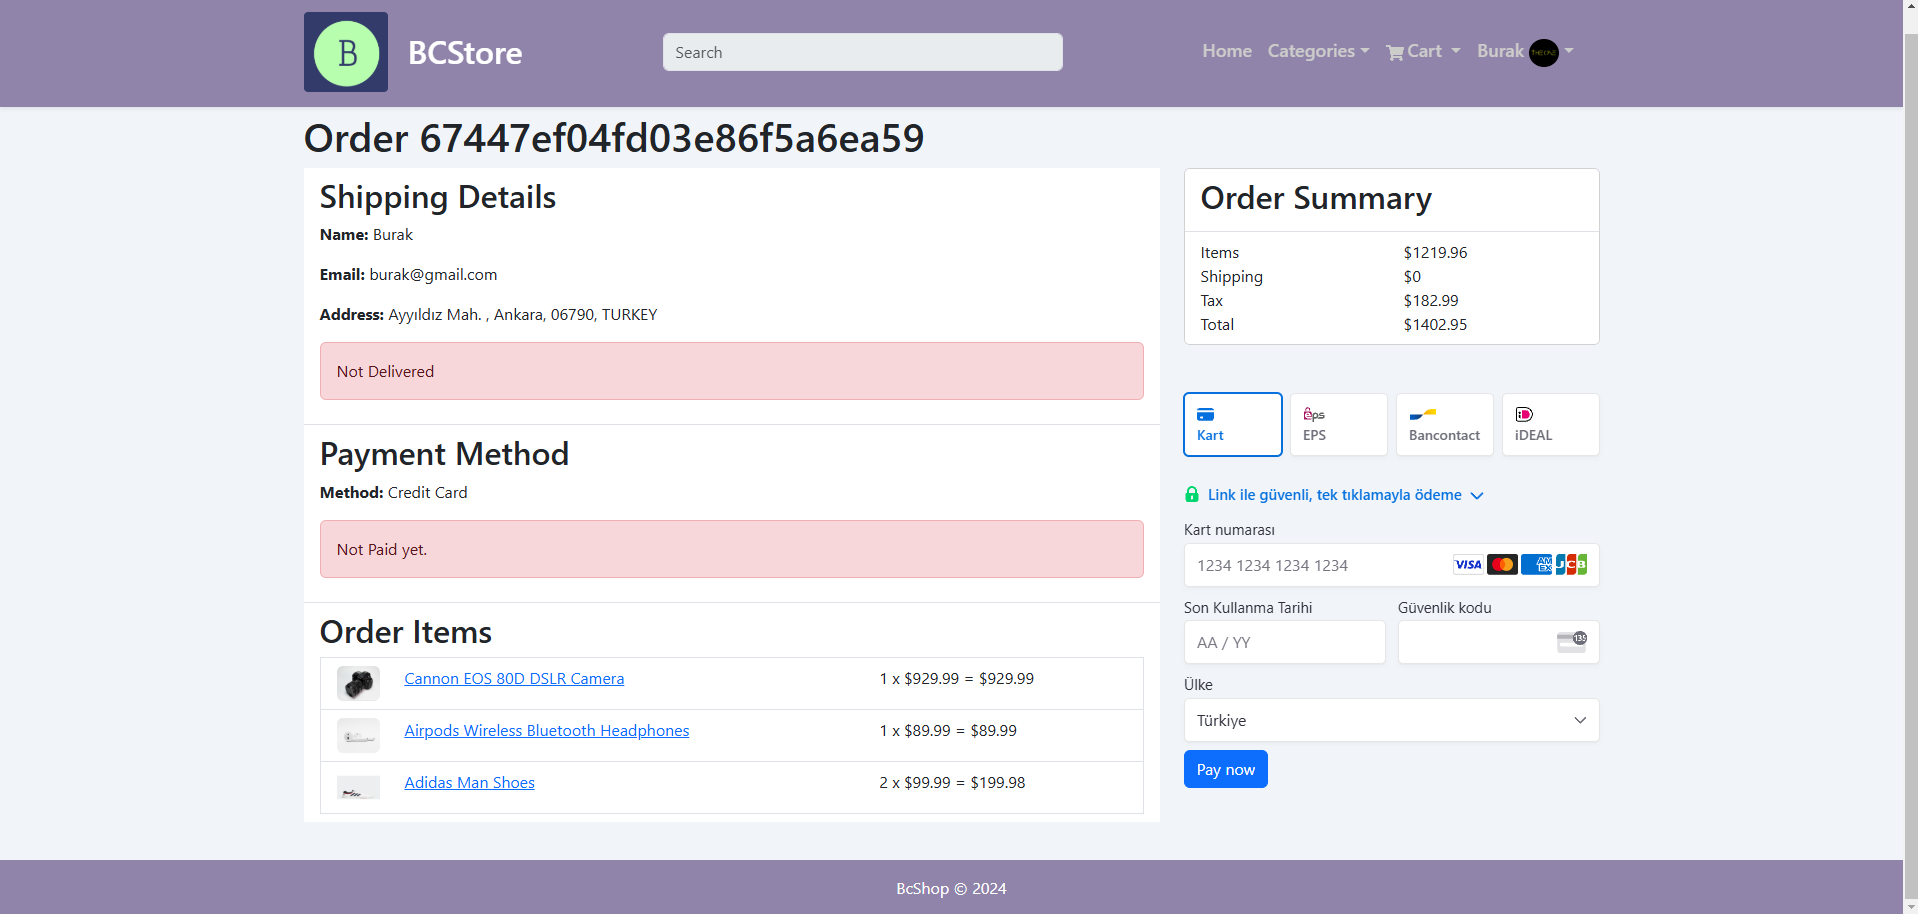 B
BCStore
Search
Home Categories Cart Burak
Order 67447ef04fd03e86f5a6ea59
Shipping Details
Name: Burak
Email: burak@gmail.com
Address: Ayyıldız Mah. , Ankara, 06790, TURKEY
Not Delivered
Payment Method
Method: Credit Card
Not Paid yet.
Order Items
Cannon EOS 80D DSLR Camera 1 x $929.99 = $929.99
Airpods Wireless Bluetooth Headphones 1 x $89.99 = $89.99
Adidas Man Shoes 2 x $99.99 = $199.98
Order Summary
Items $1219.96
Shipping $0
Tax $182.99
Total $1402.95
eps
Kart EPS Bancontact iDEAL
Link ile güvenli, tek tıklamayla ödeme
Kart numarası
1234 1234 1234 1234 VISA AMEX JCB
Son Kullanma Tarihi Güvenlik kodu
AA / YY 135
Ülke
Türkiye
Pay now
BcShop © 2024